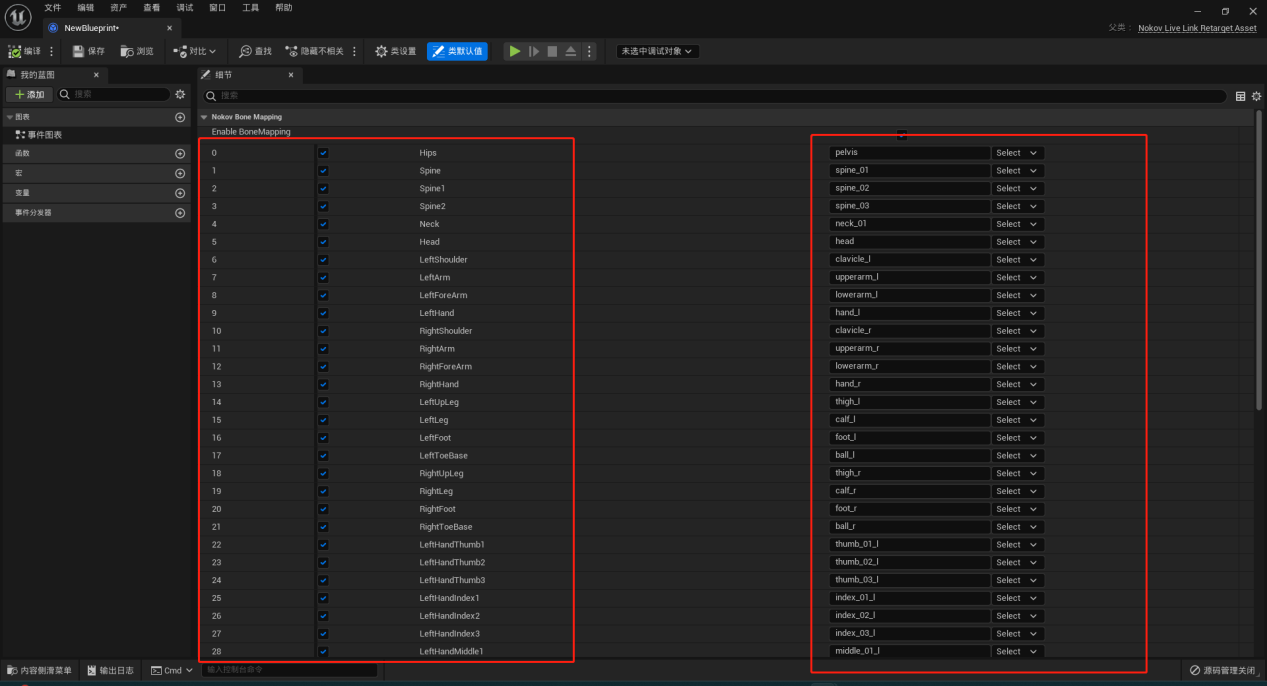 文件 编辑 资产 查看 调试 窗口 工具 帮助
NewBlueprint•
父类： Nokov Live Link Retarget Asset
编译 保存 浏览 对比 查找 隐藏不相关 类设置 类默认值 未选中调试对象
我的蓝图 细节
添加 搜索 搜索
图表 Nokov Bone Mapping
Enable BoneMapping
事件图表
函数
宏
变量
事件分发器
0 Hips pelvis Select
1 Spine spine_01 Select
2 Spine1 spine_02 Select
3 Spine2 spine_03 Select
4 Neck neck_01 Select
5 Head head Select
6 LeftShoulder clavicle_l Select
7 LeftArm upperarm_l Select
8 LeftForeArm lowerarm_l Select
9 LeftHand hand_l Select
10 RightShoulder clavicle_r Select
11 RightArm upperarm_r Select
12 RightForeArm lowerarm_r Select
13 RightHand hand_r Select
14 LeftUpLeg thigh_l Select
15 LeftLeg calf_l Select
16 LeftFoot foot_l Select
17 LeftToeBase ball_l Select
18 RightUpLeg thigh_r Select
19 RightLeg calf_r Select
20 RightFoot foot_r Select
21 RightToeBase ball_r Select
22 LeftHandThumb1 thumb_01_l Select
23 LeftHandThumb2 thumb_02_l Select
24 LeftHandThumb3 thumb_03_l Select
25 LeftHandIndex1 index_01_l Select
26 LeftHandIndex2 index_02_l Select
27 LeftHandIndex3 index_03_l Select
28 LeftHandMiddle1 middle_01_l Select
内容侧滑菜单 输出日志 Cmd 输入控制台命令 源码管理关闭